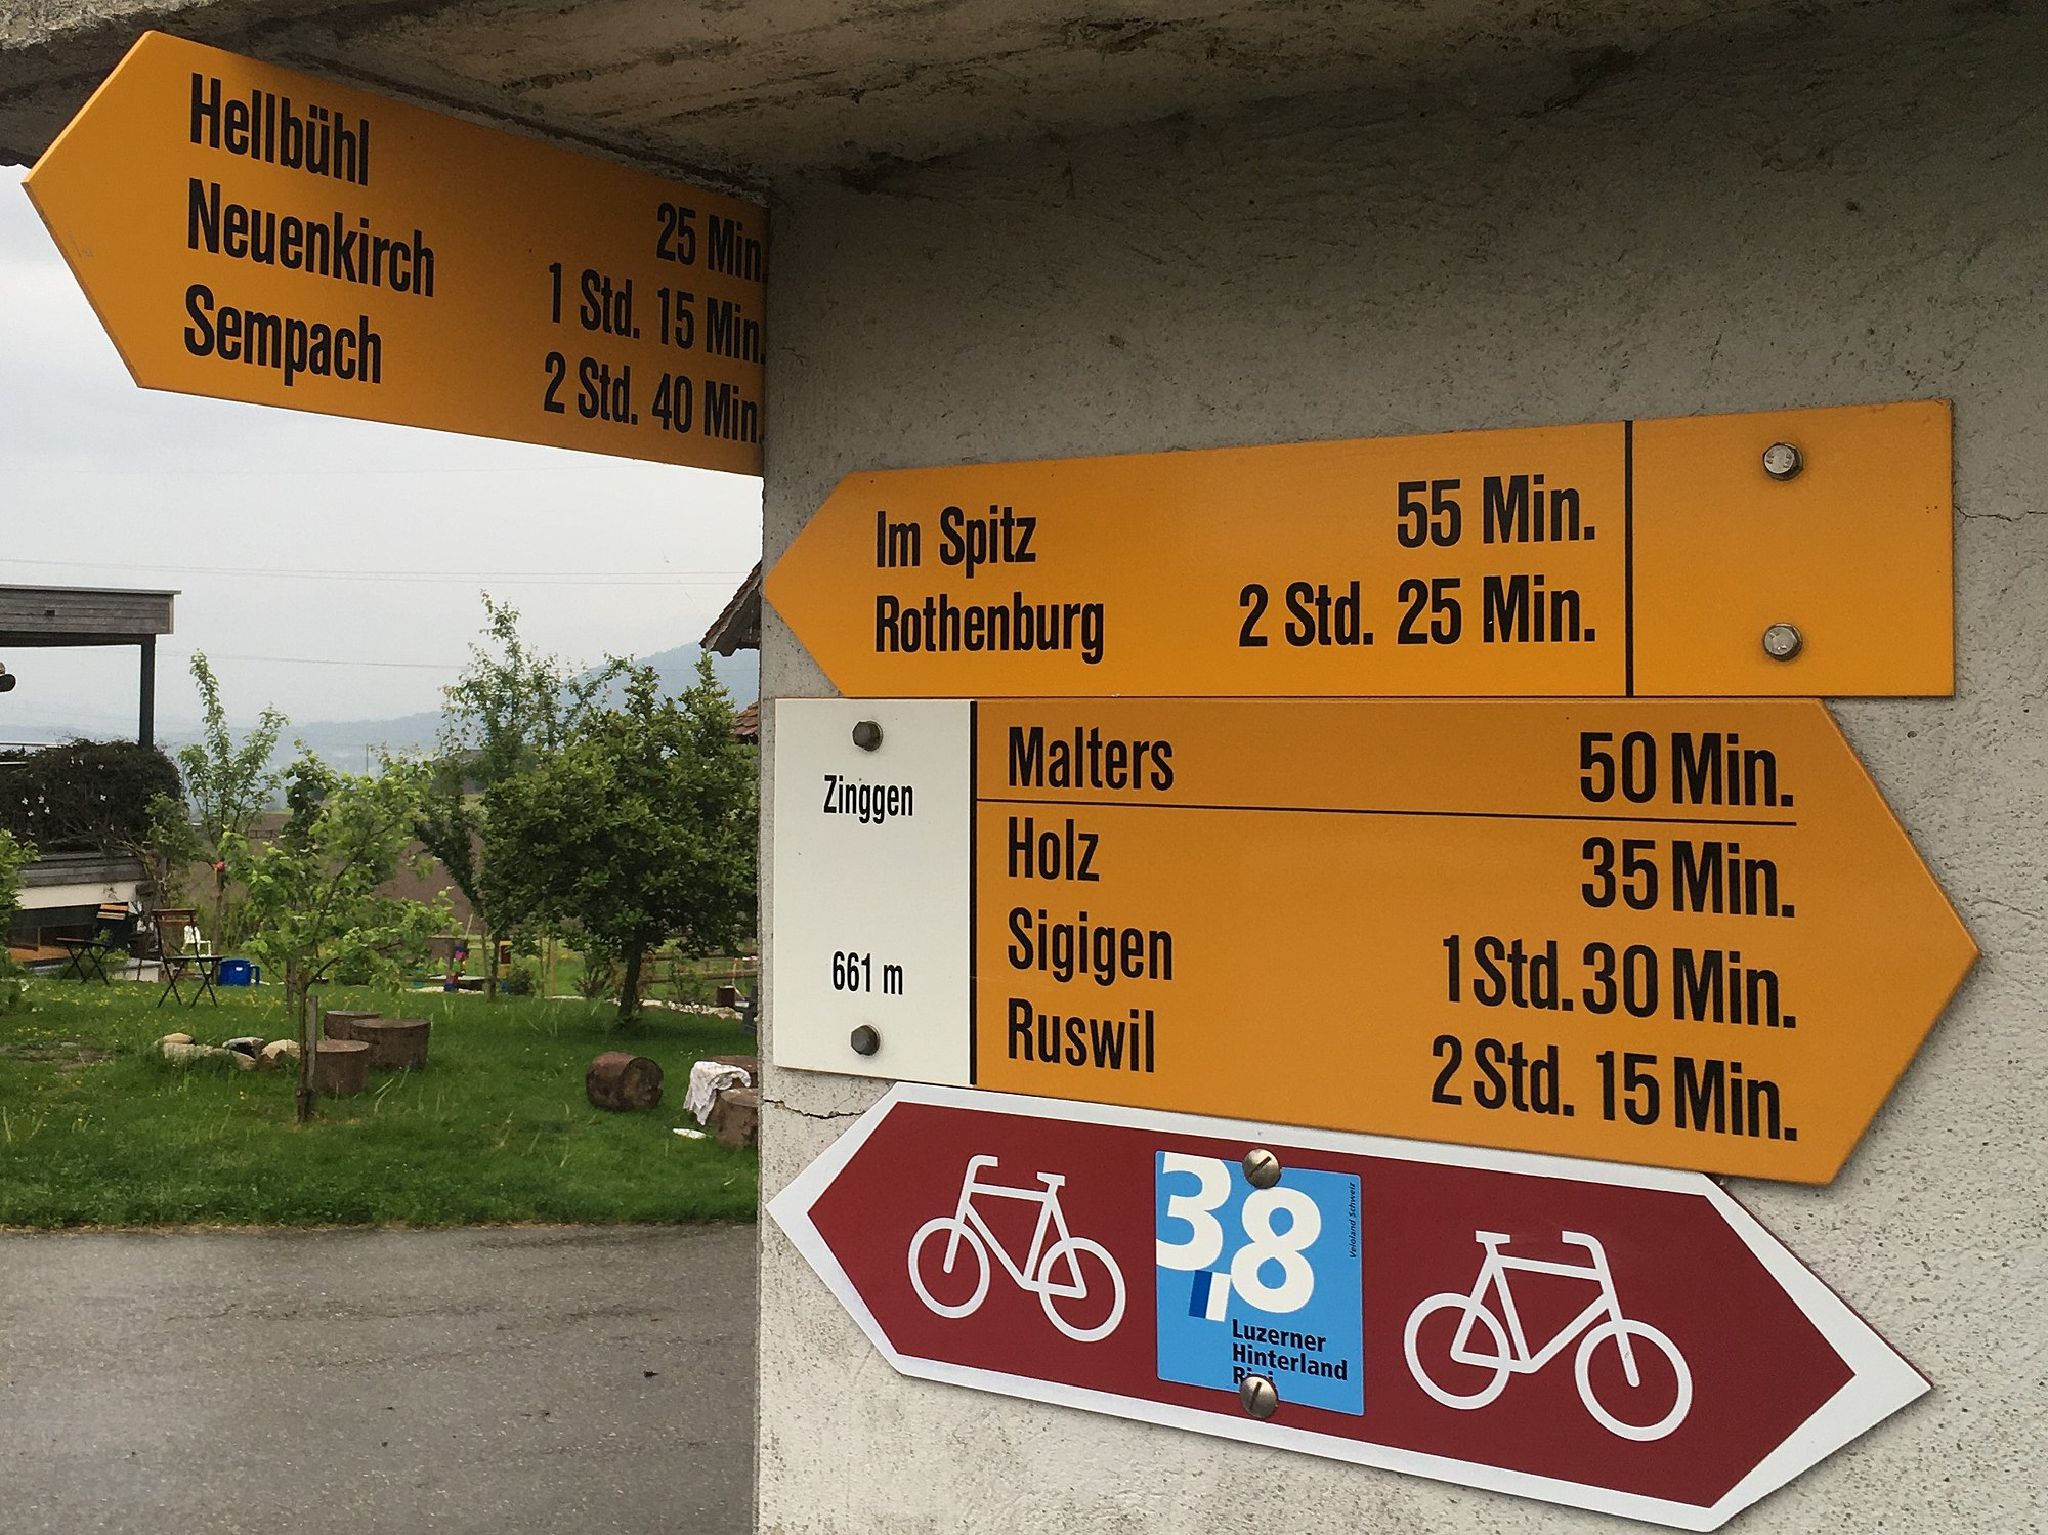 Hellbühl 25 Min.
Neuenkirch 1 Std. 15 Min.
Sempach 2 Std. 40 Min.
Im Spitz 55 Min.
Rothenburg 2 Std. 25 Min.
Zinggen
661 m
Malters 50 Min.
Holz 35 Min.
Sigigen 1 Std. 30 Min.
Ruswil 2 Std. 15 Min.
38
Veloland Schweiz
Luzerner
Hinterland